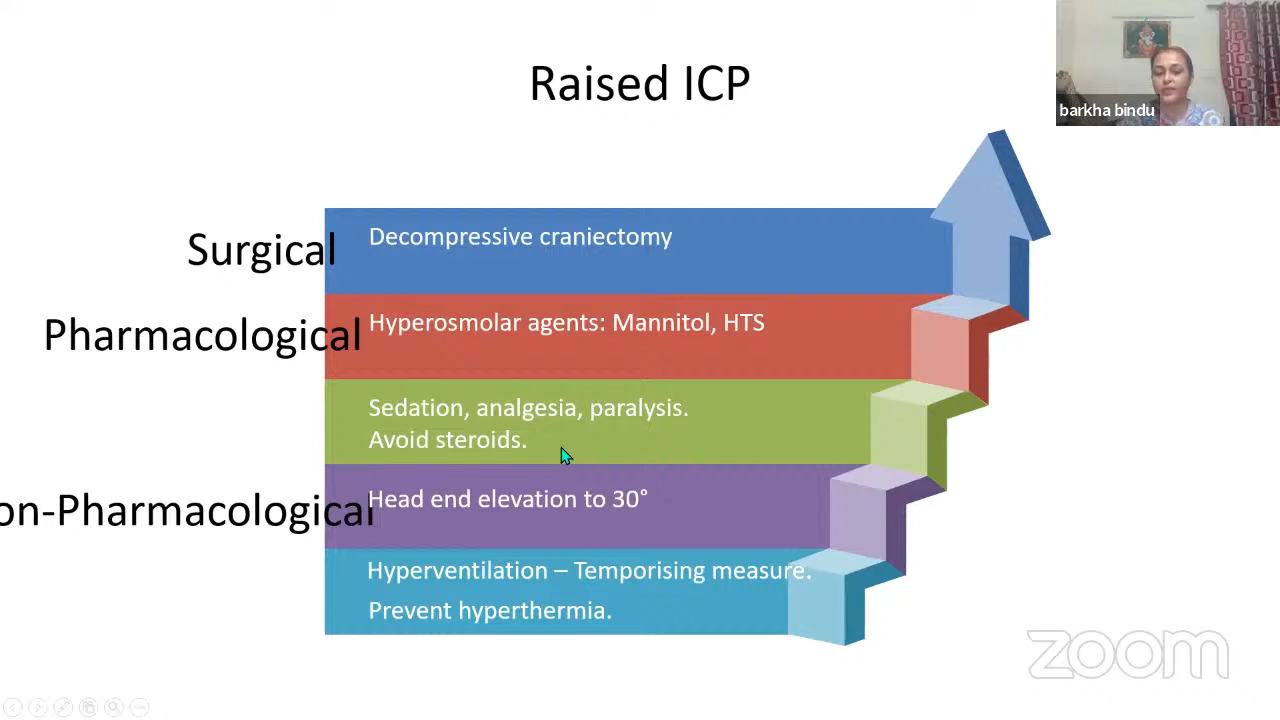 Raised ICP
barkha bindu
Surgical
Decompressive craniectomy
Pharmacological
Hyperosmolar agents: Mannitol, HTS
Sedation, analgesia, paralysis.
Avoid steroids.
on-Pharmacological
Head end elevation to 30°
Hyperventilation – Temporising measure.
Prevent hyperthermia.
zoom